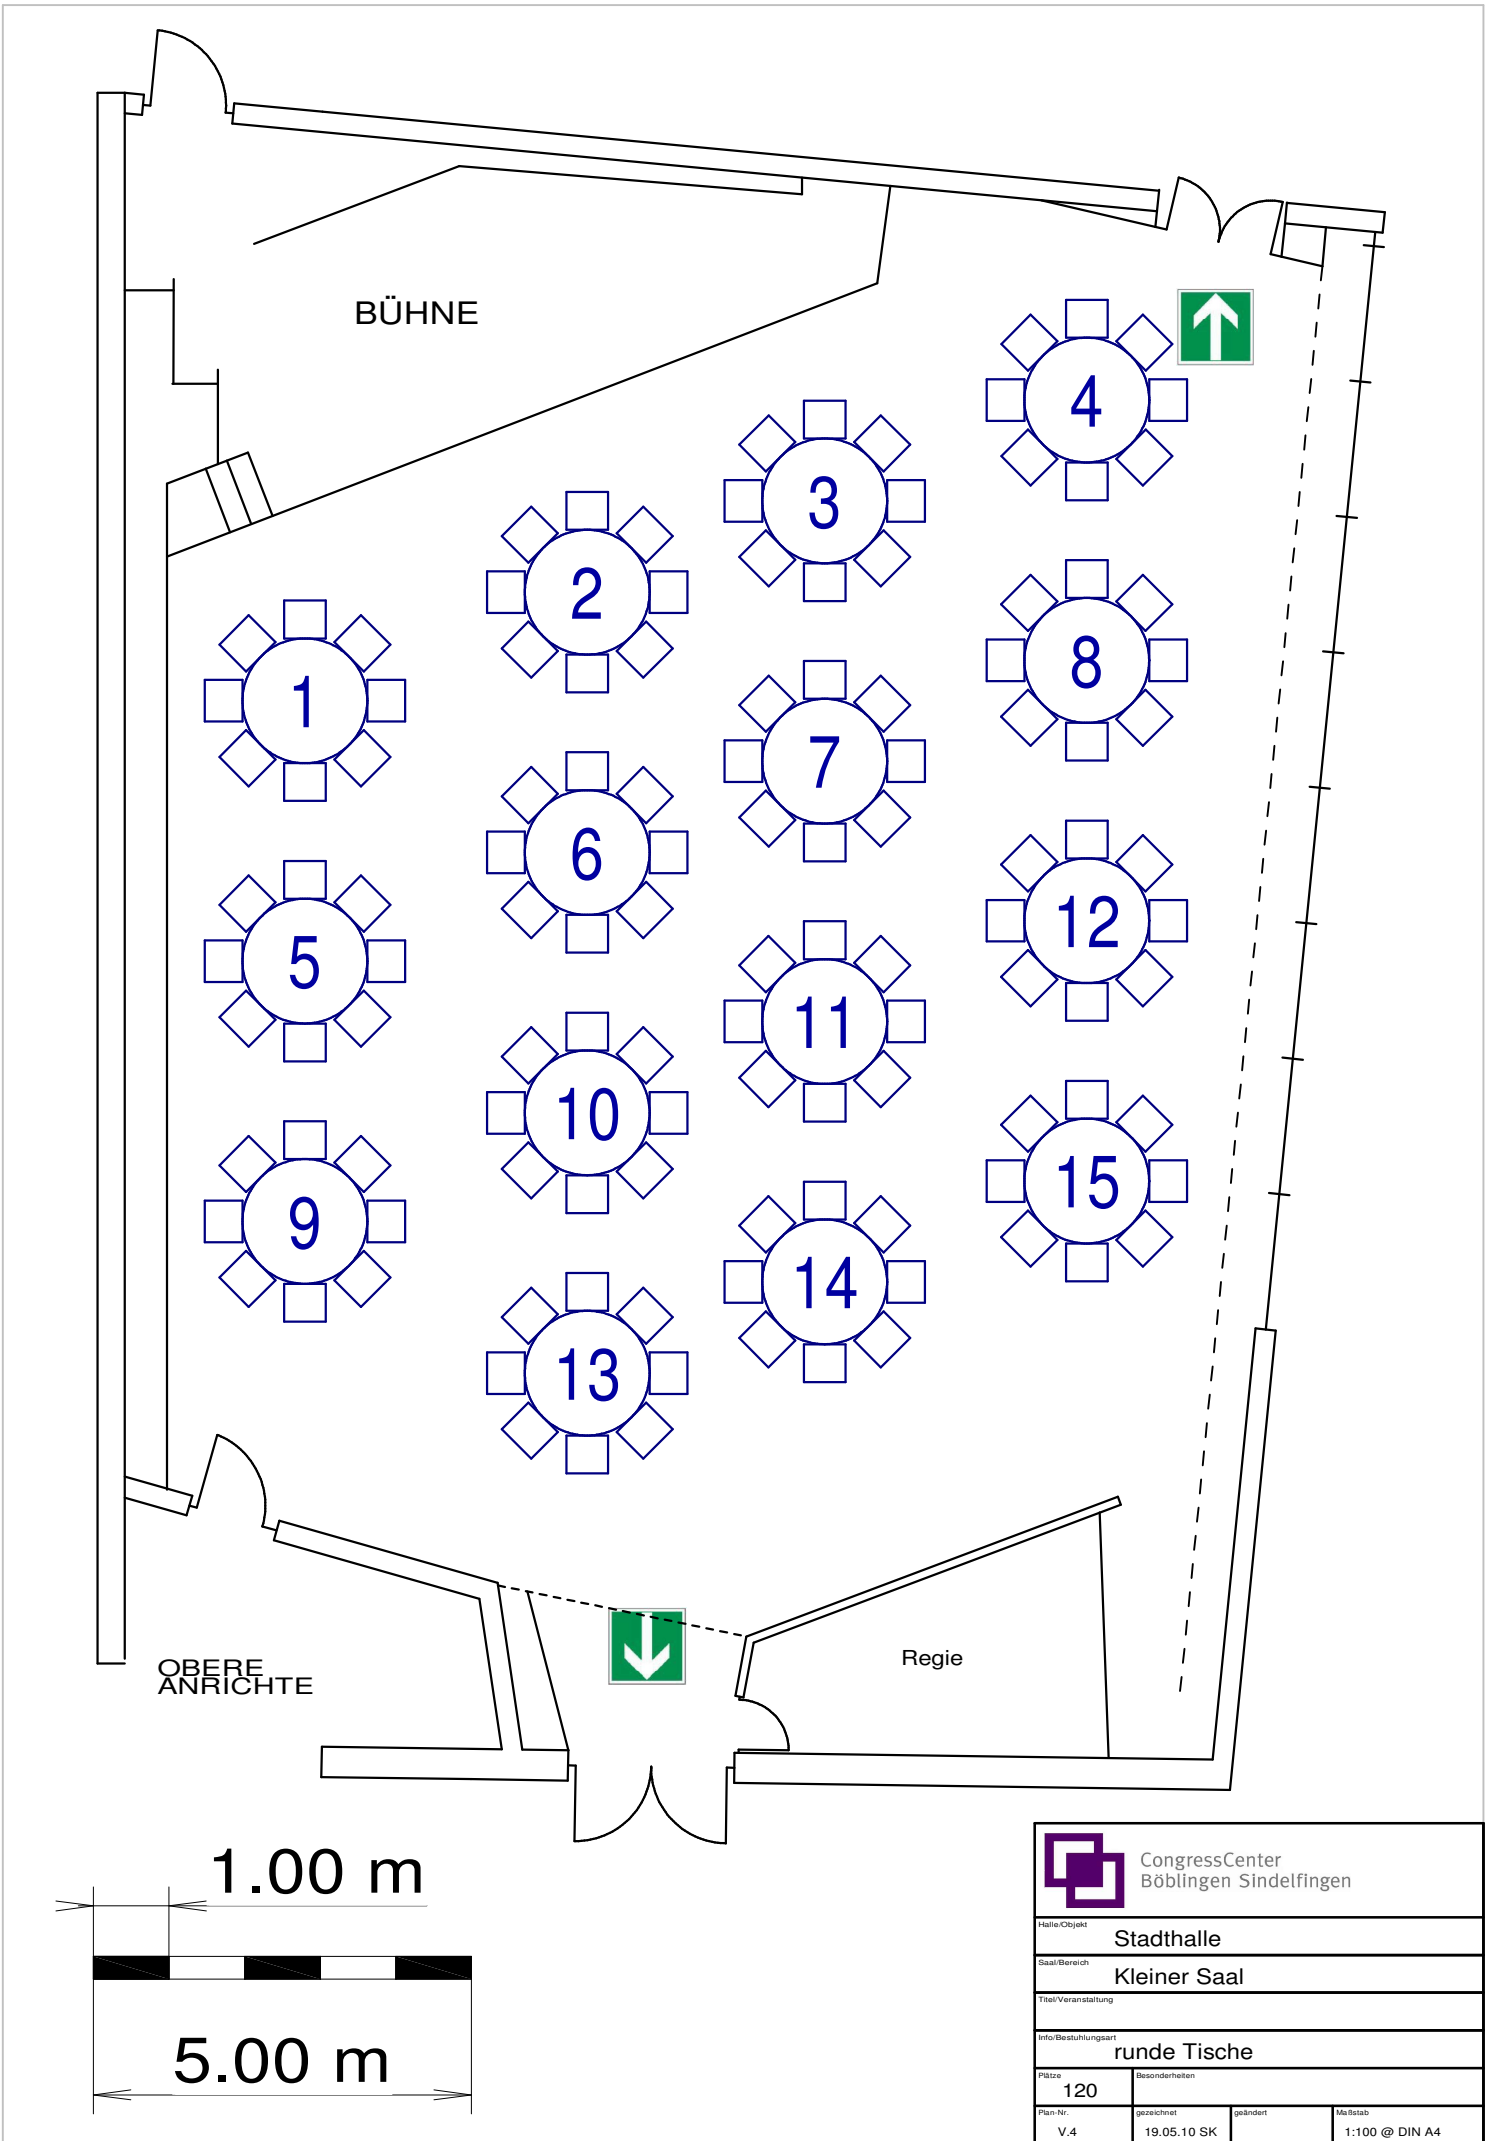 BÜHNE
4
3
2
8
1
7
6
12
5
11
10
15
9
14
13
Regie
OBERE
ANRICHTE
1.00 m
5.00 m
CongressCenter
Böblingen Sindelfingen
Halle/Objekt
Stadthalle
Saal/Bereich
Kleiner Saal
Titel/Veranstaltung
Info/Bestuhlungsart
runde Tische
Plätze
120
Besonderheiten
Plan-Nr.
V.4
gezeichnet
19.05.10 SK
geändert
Maßstab
1:100 @ DIN A4